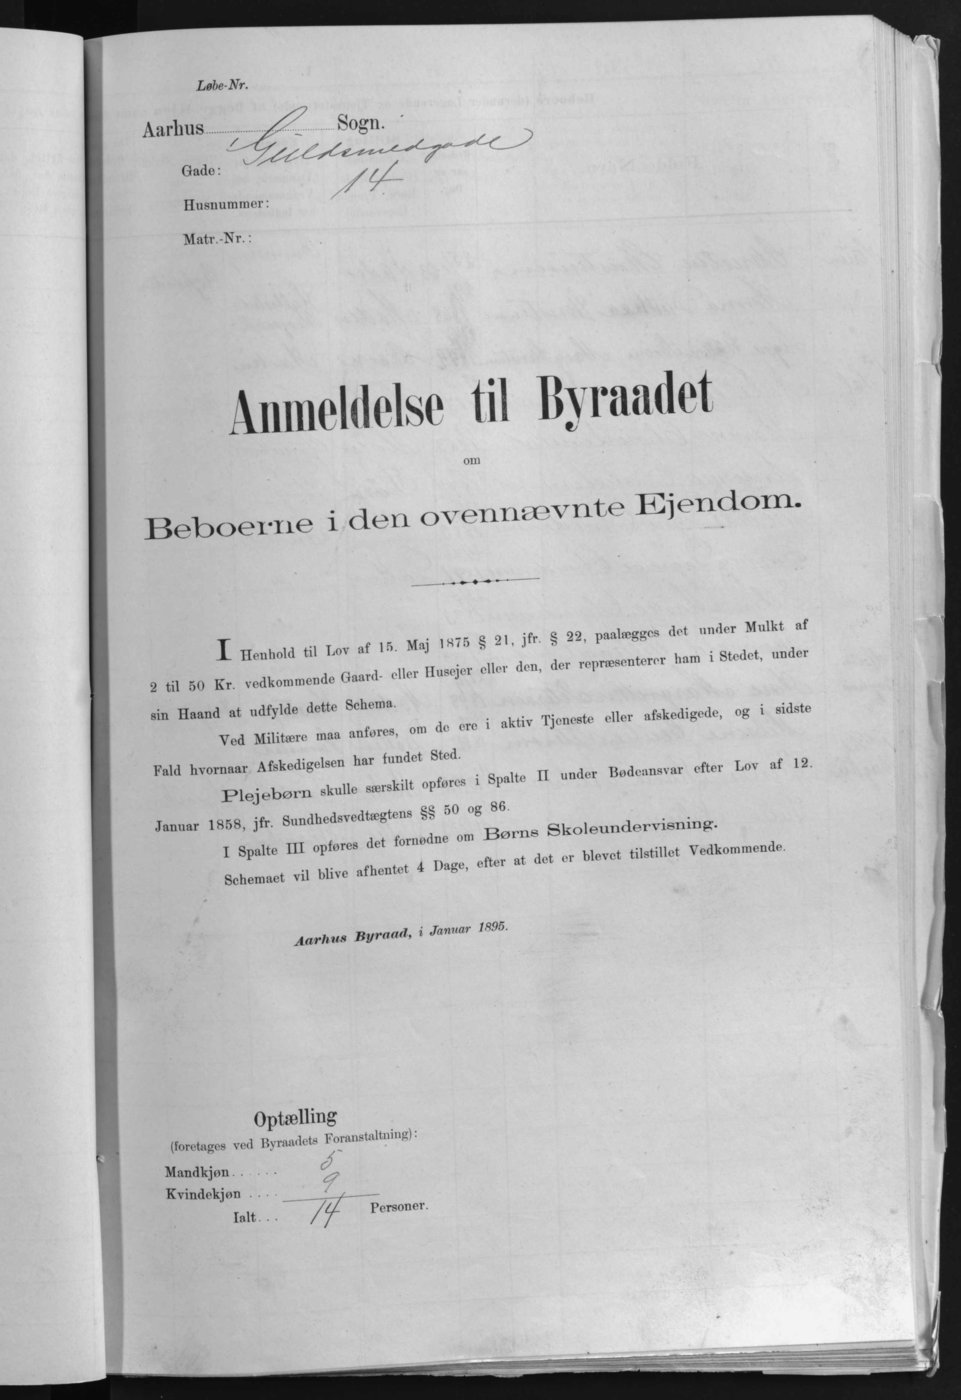 Løbe-Nr.
Aarhus Sogn.
Gade: Guldsmedgade
Husnummer: 14
Matr.-Nr.:
Anmeldelse til Byraadet
om
Beboerne i den ovennævnte Ejendom.
I Henhold til Lov af 15. Maj 1875 § 21, jfr. § 22, paalægges det under Mulkt af
2 til 50 Kr. vedkommende Gaard- eller Husejer eller den, der repræsenterer ham i Stedet, under
sin Haand at udfylde dette Schema.
Ved Militære maa anføres, om de ere i aktiv Tjeneste eller afskedigede, og i sidste
Fald hvornaar Afskedigelsen har fundet Sted.
Plejebørn skulle særskilt opføres i Spalte II under Bødeansvar efter Lov af 12.
Januar 1858, jfr. Sundhedsvedtægtens §§ 50 og 86.
I Spalte III opføres det fornødne om Børns Skoleundervisning.
Schemaet vil blive afhentet 4 Dage, efter at det er blevet tilstillet Vedkommende.
Aarhus Byraad, i Januar 1895.
Optælling
(foretages ved Byraadets Foranstaltning):
Mandkjøn...... 5
Kvindekjøn .... 9
Ialt... 14 Personer.